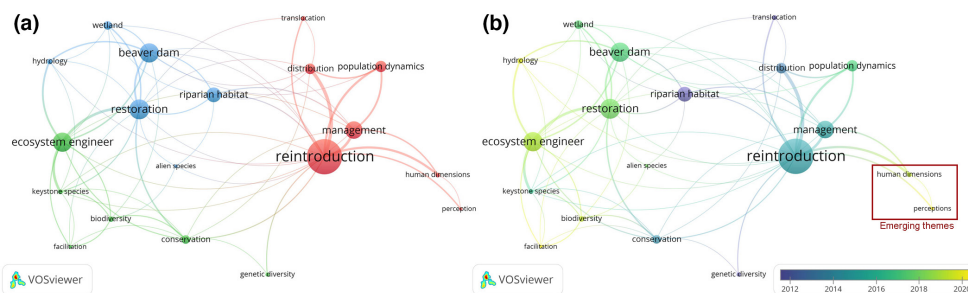 (a)
translocation
wetland
beaver dam
hydrology
distribution
population dynamics
riparian habitat
restoration
management
ecosystem engineer
reintroduction
alien species
human dimensions
keystone species
perception
biodiversity
facilitation
conservation
genetic diversity
VOSviewer
(b)
translocation
wetland
beaver dam
hydrology
distribution
population dynamics
riparian habitat
restoration
management
ecosystem engineer
reintroduction
alien species
human dimensions
keystone species
perceptions
biodiversity
Emerging themes
facilitation
conservation
genetic diversity
VOSviewer
2012 2014 2016 2018 2020